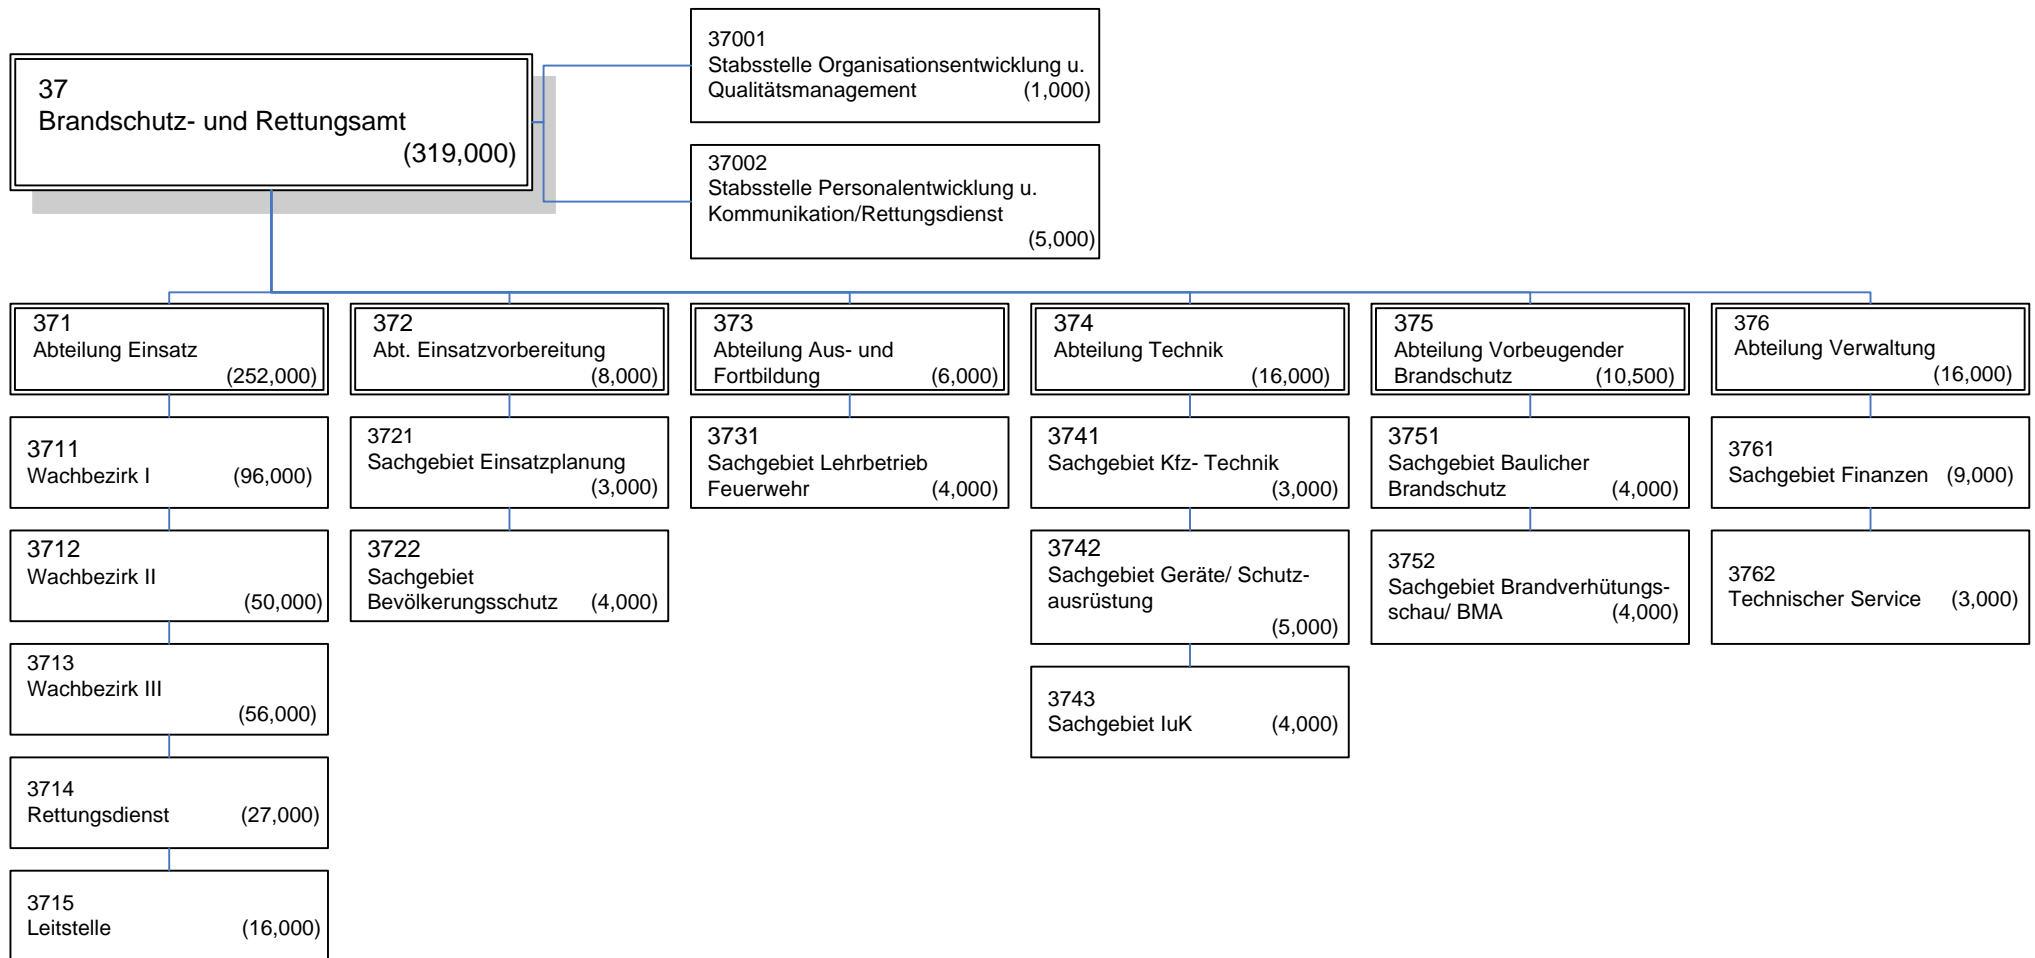 37
Brandschutz- und Rettungsamt
(319,000)
37001
Stabsstelle Organisationsentwicklung u.
Qualitätsmanagement (1,000)
37002
Stabsstelle Personalentwicklung u.
Kommunikation/Rettungsdienst
(5,000)
371
Abteilung Einsatz
(252,000)
372
Abt. Einsatzvorbereitung
(8,000)
373
Abteilung Aus- und
Fortbildung (6,000)
374
Abteilung Technik
(16,000)
375
Abteilung Vorbeugender
Brandschutz (10,500)
376
Abteilung Verwaltung
(16,000)
3711
Wachbezirk I (96,000)
3721
Sachgebiet Einsatzplanung
(3,000)
3731
Sachgebiet Lehrbetrieb
Feuerwehr (4,000)
3741
Sachgebiet Kfz- Technik
(3,000)
3751
Sachgebiet Baulicher
Brandschutz (4,000)
3761
Sachgebiet Finanzen (9,000)
3712
Wachbezirk II
(50,000)
3722
Sachgebiet
Bevölkerungsschutz (4,000)
3742
Sachgebiet Geräte/ Schutz-
ausrüstung
(5,000)
3752
Sachgebiet Brandverhütungs-
schau/ BMA (4,000)
3762
Technischer Service (3,000)
3713
Wachbezirk III
(56,000)
3743
Sachgebiet IuK (4,000)
3714
Rettungsdienst (27,000)
3715
Leitstelle (16,000)